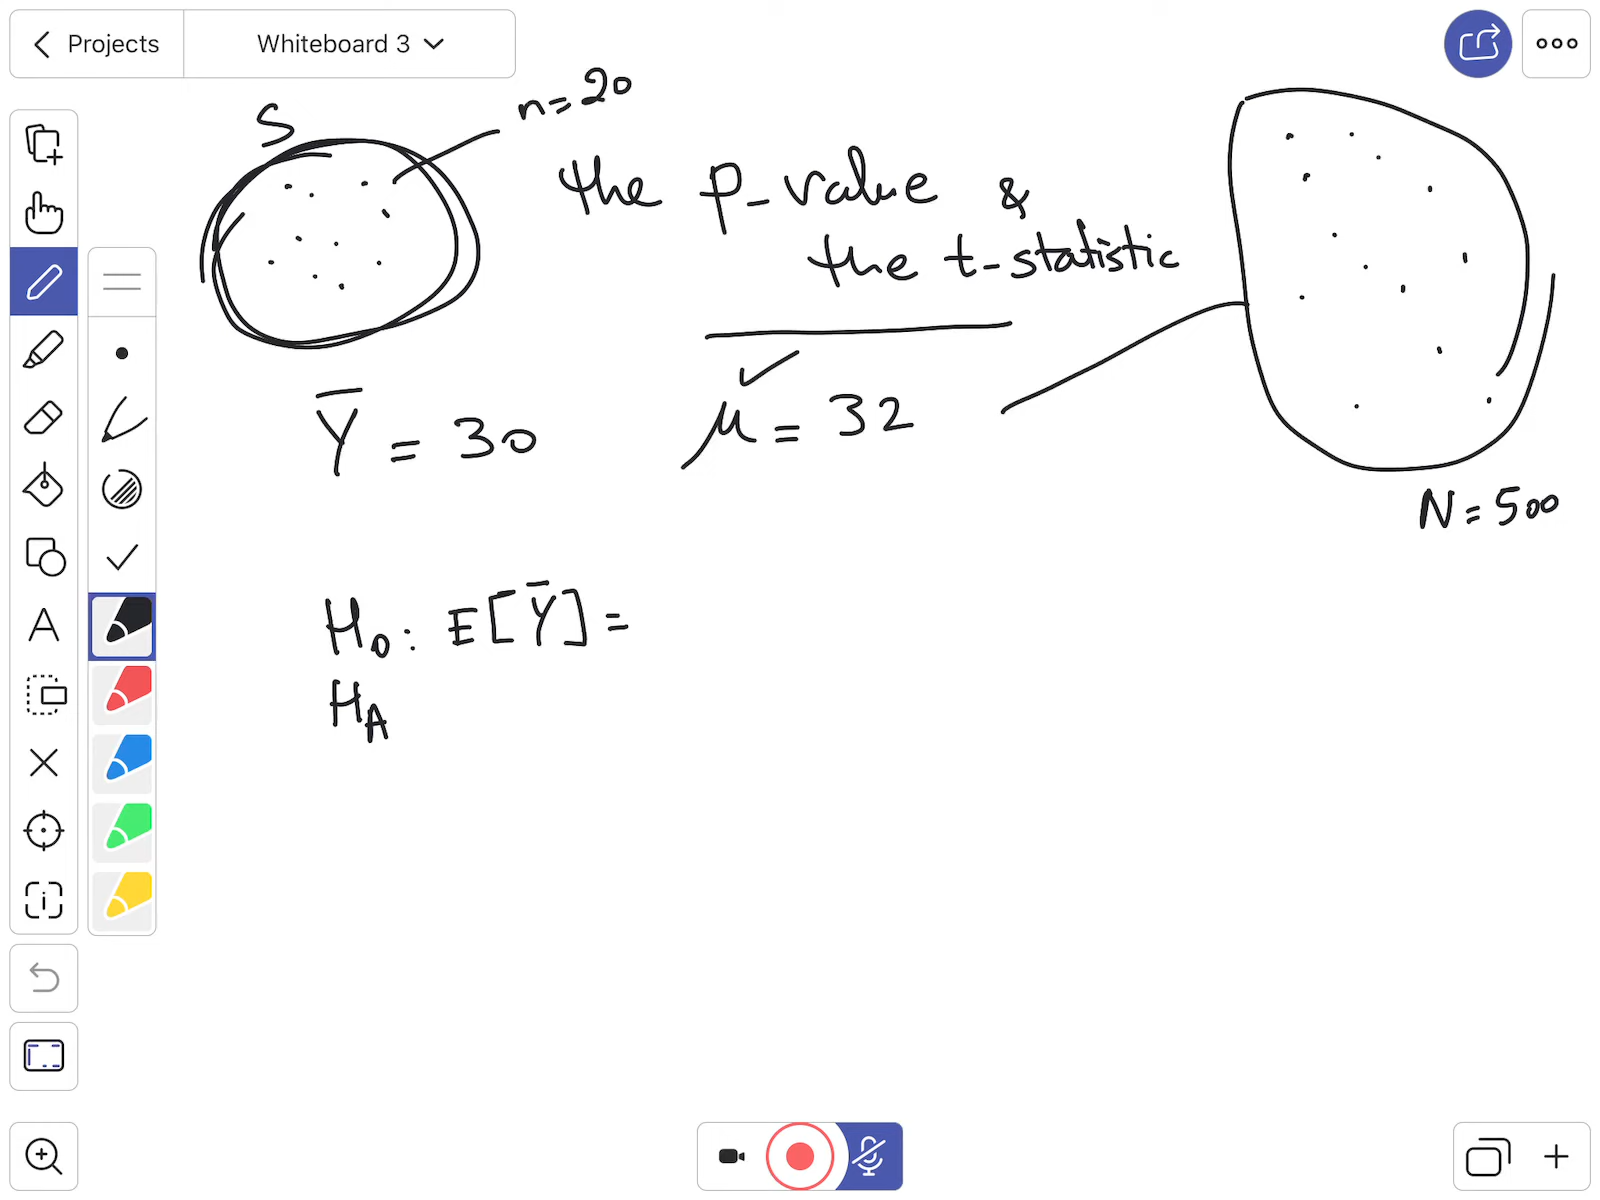 Projects
Whiteboard 3
S
n=20
the p-value &
the t-statistic
Y̅ = 30
μ = 32
N=500
H₀: E[Y̅]=
H_A
A